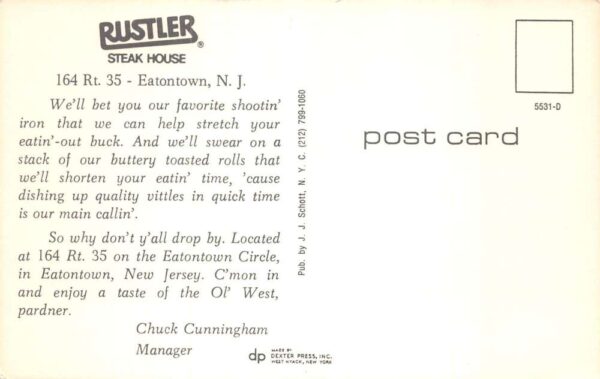 RUSTLER®
STEAK HOUSE
164 Rt. 35 - Eatontown, N. J.
We'll bet you our favorite shootin'
iron that we can help stretch your
eatin'-out buck. And we'll swear on a
stack of our buttery toasted rolls that
we'll shorten your eatin' time, 'cause
dishing up quality vittles in quick time
is our main callin'.
So why don't y'all drop by. Located
at 164 Rt. 35 on the Eatontown Circle,
in Eatontown, New Jersey. C'mon in
and enjoy a taste of the Ol' West,
pardner.
Chuck Cunningham
Manager
Pub. by J. J. Schott, N. Y. C. (212) 799-1060
dp MADE BY
DEXTER PRESS, INC.
WEST NYACK, NEW YORK
5531-D
post card